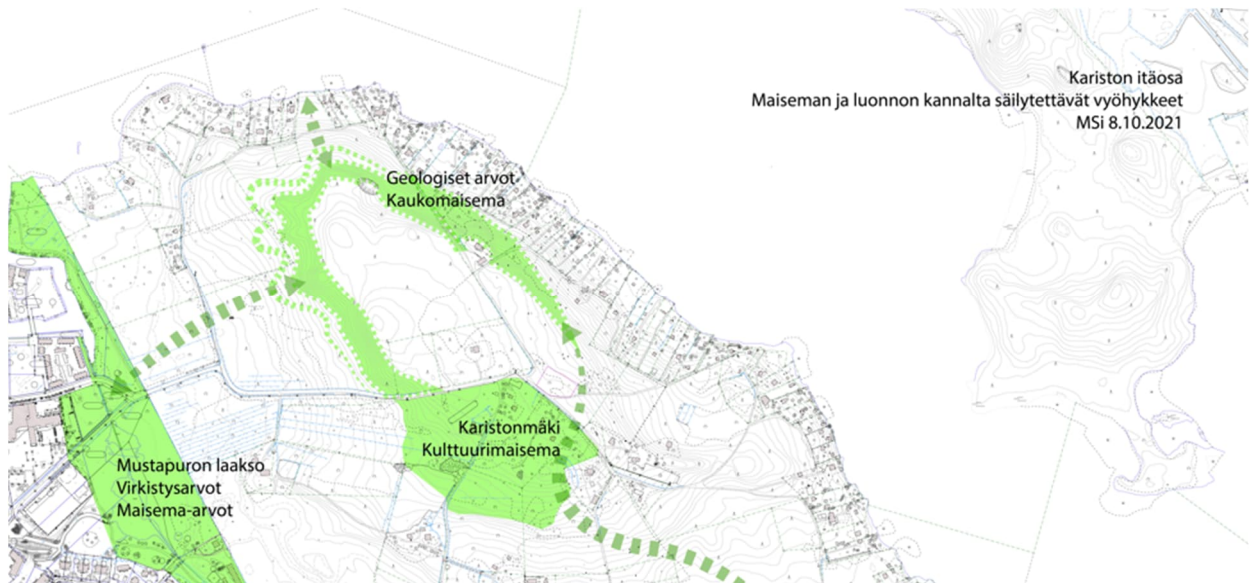 Kariston itäosa
Maiseman ja luonnon kannalta säilytettävät vyöhykkeet
MSi 8.10.2021
Geologiset arvot
Kaukomaisema
Karistonmäki
Kulttuurimaisema
Mustapuron laakso
Virkistysarvot
Maisema-arvot